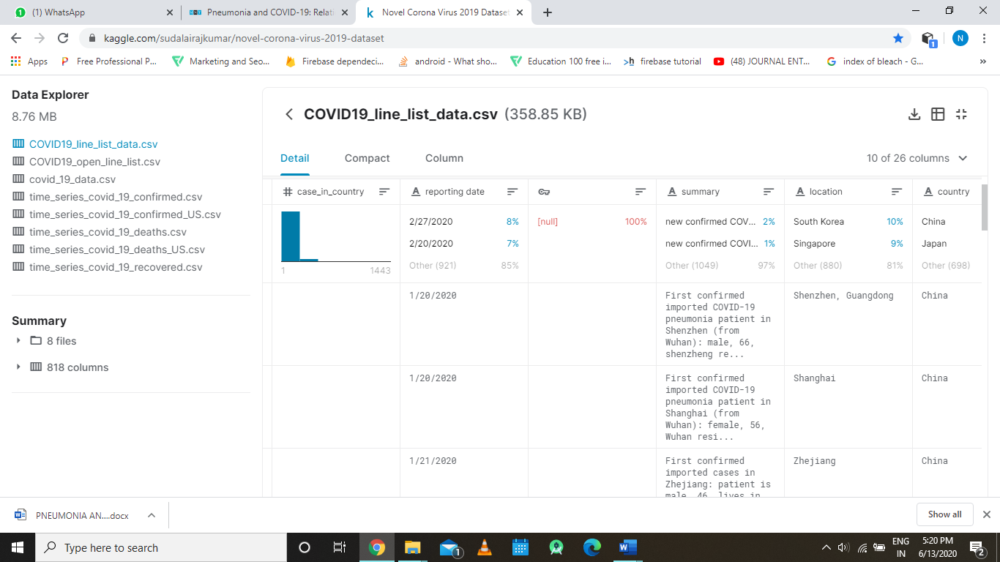 1
(1) WhatsApp
Pneumonia and COVID-19: Relati
Novel Corona Virus 2019 Dataset
kaggle.com/sudalairajkumar/novel-corona-virus-2019-dataset
1
N
Apps
Free Professional P...
Marketing and Seo...
Firebase dependeci...
android - What sho...
Education 100 free i...
>h firebase tutorial
(48) JOURNAL ENT...
index of bleach - G...
»
Data Explorer
8.76 MB
COVID19_line_list_data.csv
COVID19_open_line_list.csv
covid_19_data.csv
time_series_covid_19_confirmed.csv
time_series_covid_19_confirmed_US.csv
time_series_covid_19_deaths.csv
time_series_covid_19_deaths_US.csv
time_series_covid_19_recovered.csv
Summary
8 files
818 columns
COVID19_line_list_data.csv (358.85 KB)
Detail Compact Column
10 of 26 columns
# case_in_country
A reporting date
A summary
A location
A country
1 1443
2/27/2020 8%
2/20/2020 7%
Other (921) 85%
[null] 100%
new confirmed COV... 2%
new confirmed COVI... 1%
Other (1049) 97%
South Korea 10%
Singapore 9%
Other (880) 81%
China
Japan
Other (698)
1/20/2020
First confirmed
imported COVID-19
pneumonia patient in
Shenzhen (from
Wuhan): male, 66,
shenzheng re...
Shenzhen, Guangdong
China
1/20/2020
First confirmed
imported COVID-19
pneumonia patient in
Shanghai (from
Wuhan): female, 56,
Wuhan resi...
Shanghai
China
1/21/2020
First confirmed
imported cases in
Zhejiang: patient is
male, 46, lives in
Zhejiang
China
PNEUMONIA AN....docx
Show all
Type here to search
1
ENG
IN
5:20 PM
6/13/2020
2